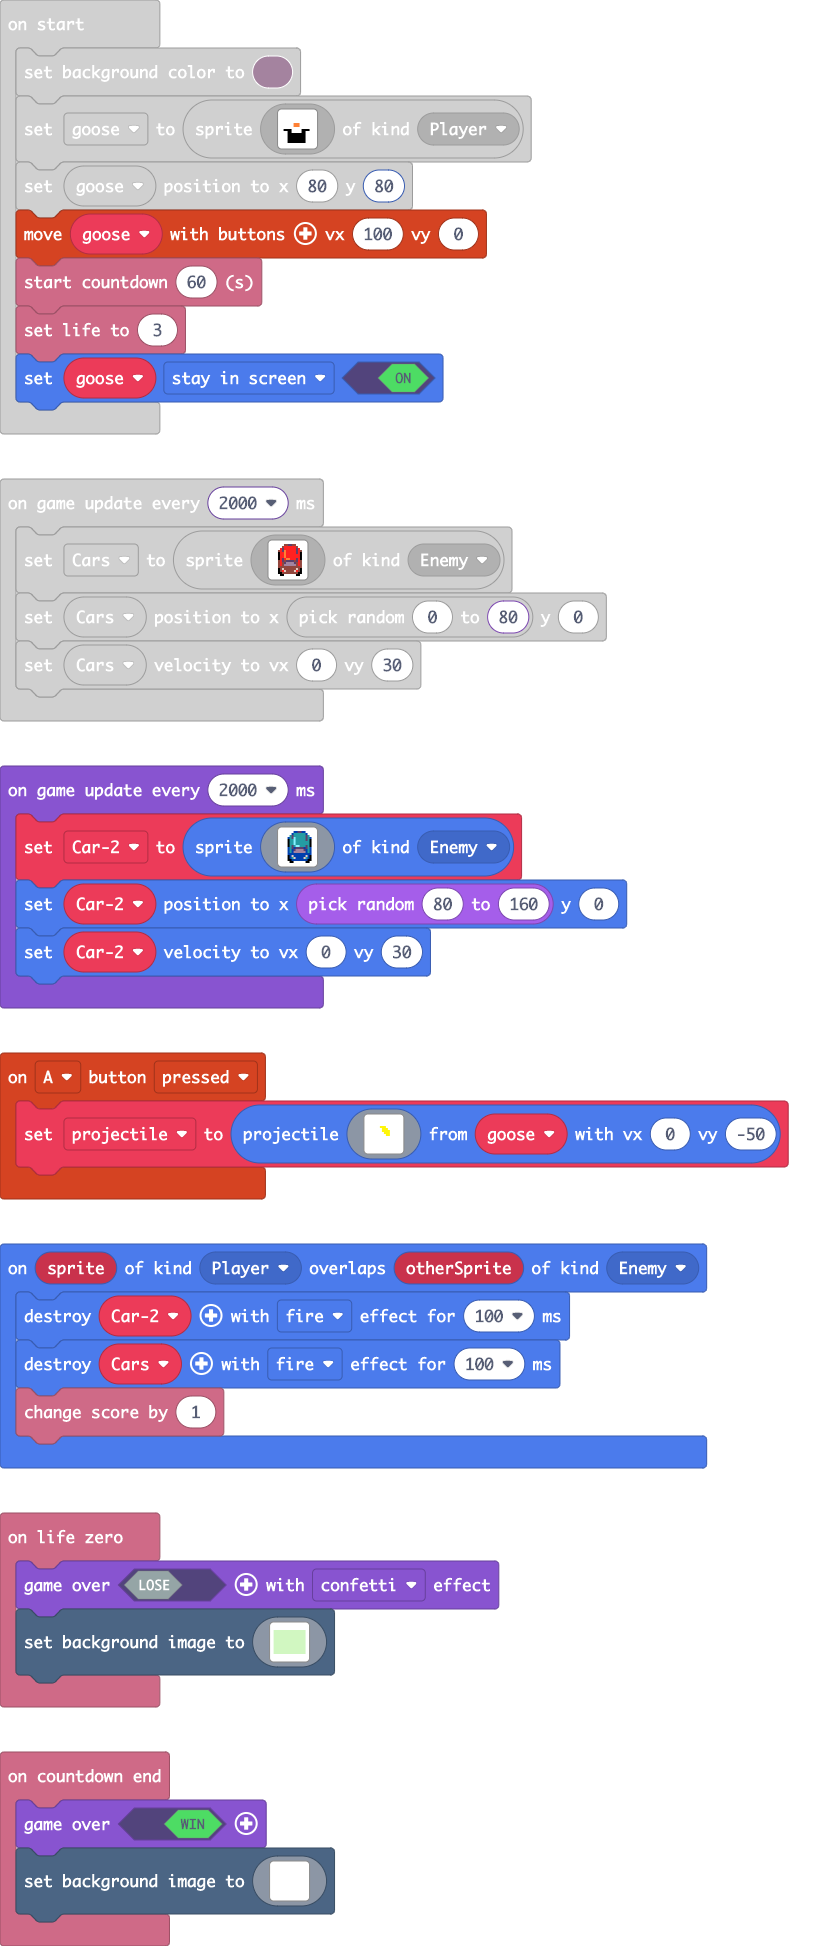 on start
set background color to
set goose to sprite of kind Player
set goose position to x 80 y 80
move goose with buttons vx 100 vy 0
start countdown 60 (s)
set life to 3
set goose stay in screen ON
on game update every 2000 ms
set Cars to sprite of kind Enemy
set Cars position to x pick random 0 to 80 y 0
set Cars velocity to vx 0 vy 30
on game update every 2000 ms
set Car-2 to sprite of kind Enemy
set Car-2 position to x pick random 80 to 160 y 0
set Car-2 velocity to vx 0 vy 30
on A button pressed
set projectile to projectile from goose with vx 0 vy -50
on sprite of kind Player overlaps otherSprite of kind Enemy
destroy Car-2 with fire effect for 100 ms
destroy Cars with fire effect for 100 ms
change score by 1
on life zero
game over LOSE with confetti effect
set background image to
on countdown end
game over WIN
set background image to